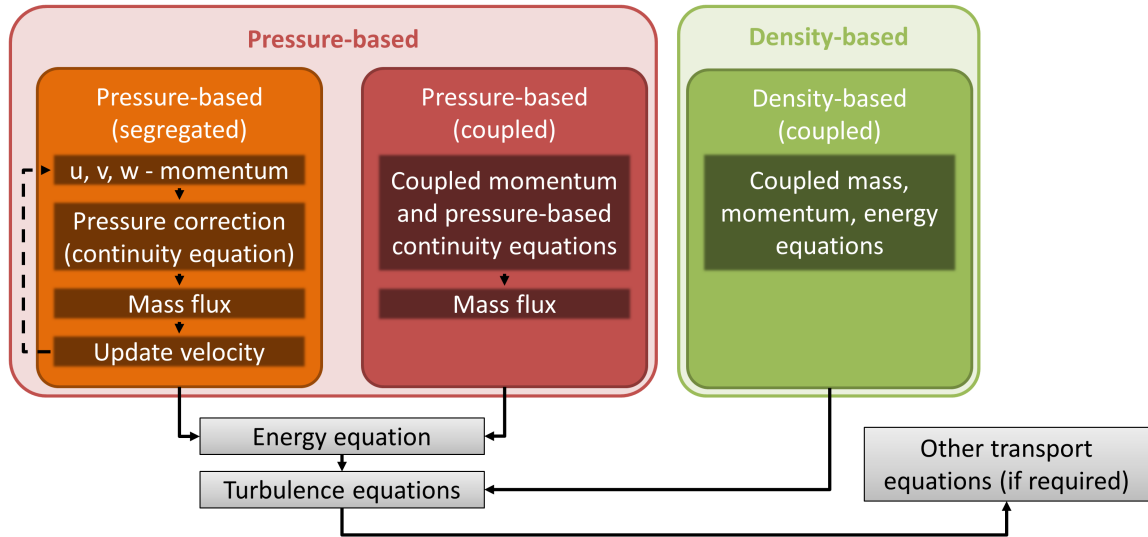 Pressure-based
Pressure-based
(segregated)
u, v, w - momentum
Pressure correction
(continuity equation)
Mass flux
Update velocity
Pressure-based
(coupled)
Coupled momentum
and pressure-based
continuity equations
Mass flux
Density-based
Density-based
(coupled)
Coupled mass,
momentum, energy
equations
Energy equation
Turbulence equations
Other transport
equations (if required)